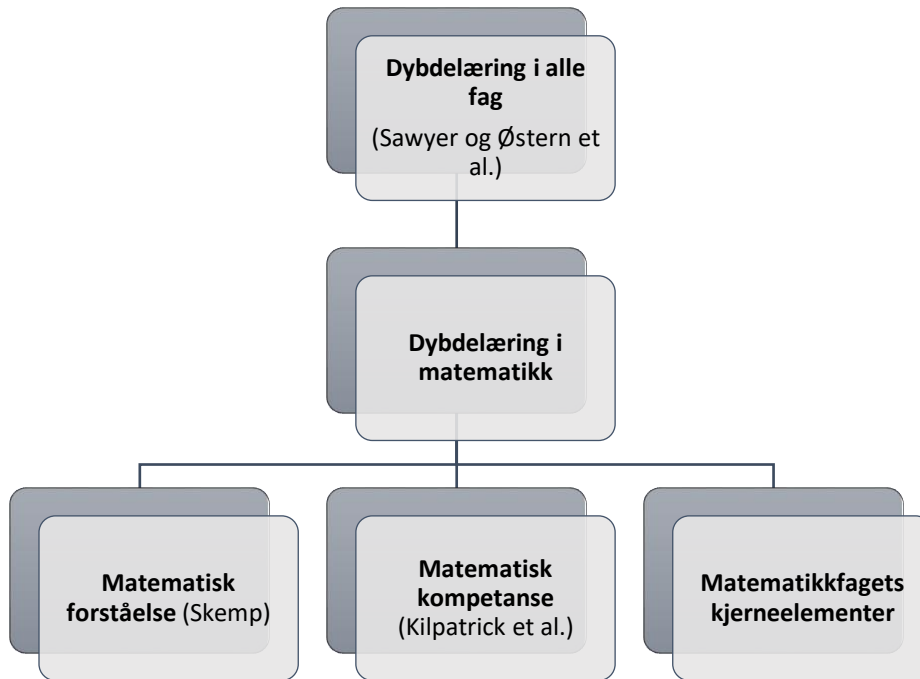 Dybdelæring i alle
fag
(Sawyer og Østern et
al.)
Dybdelæring i
matematikk
Matematisk
forståelse (Skemp)
Matematisk
kompetanse
(Kilpatrick et al.)
Matematikkfagets
kjerneelementer